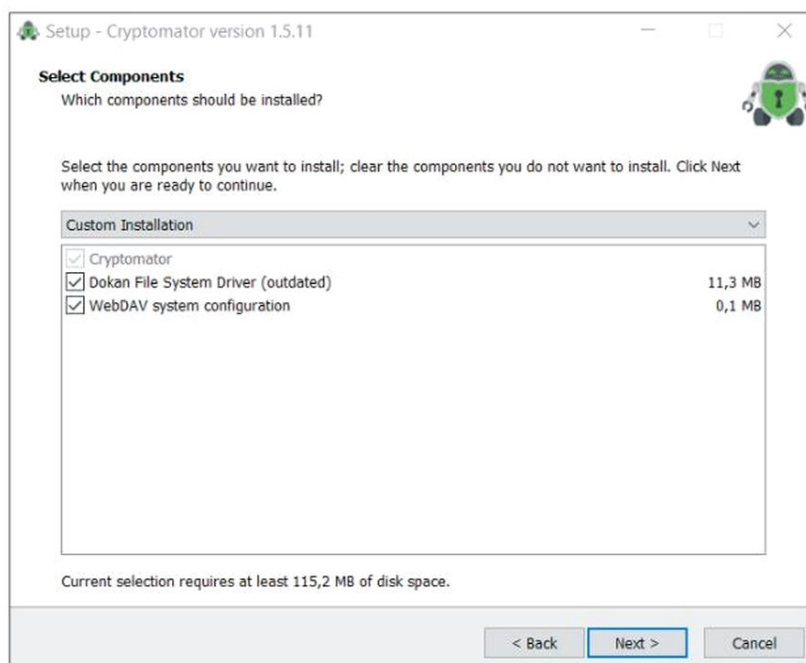 Setup - Cryptomator version 1.5.11
Select Components
Which components should be installed?
Select the components you want to install; clear the components you do not want to install. Click Next
when you are ready to continue.
Custom Installation
Cryptomator
Dokan File System Driver (outdated) 11,3 MB
WebDAV system configuration 0,1 MB
Current selection requires at least 115,2 MB of disk space.
< Back Next > Cancel